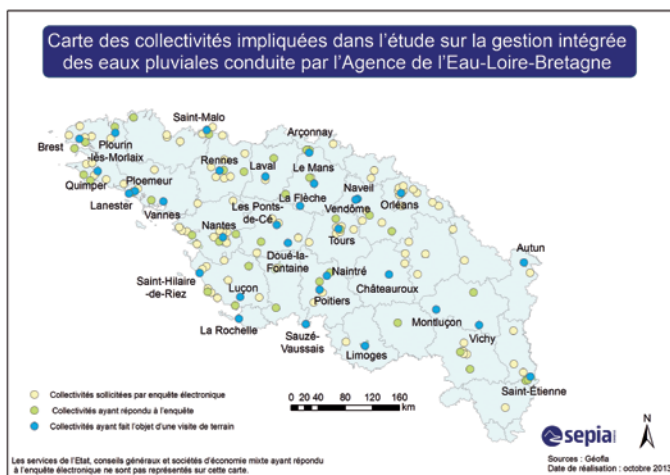 Carte des collectivités impliquées dans l'étude sur la gestion intégrée
des eaux pluviales conduite par l'Agence de l'Eau-Loire-Bretagne
Saint-Malo
Arçonnay
Brest
Plourin
-lès-Morlaix
Rennes
Laval
Le Mans
Quimper
Ploemeur
La Flèche
Naveil
Orléans
Lanester
Vannes
Les Ponts-
de-Cé
Vendôme
Nantes
Tours
Autun
Doué-la-
Fontaine
Saint-Hilaire
-de-Riez
Naintré
Châteauroux
Luçon
Poitiers
Montluçon
La Rochelle
Sauzé-
Vaussais
Vichy
Limoges
Saint-Étienne
Collectivités sollicitées par enquête électronique
Collectivités ayant répondu à l'enquête
Collectivités ayant fait l'objet d'une visite de terrain
0 20 40 80 120 160
km
sepia
N
Les services de l'Etat, conseils généraux et sociétés d'économie mixte ayant répondu
à l'enquête électronique ne sont pas représentés sur cette carte.
Sources : Géofla
Date de réalisation : octobre 2013